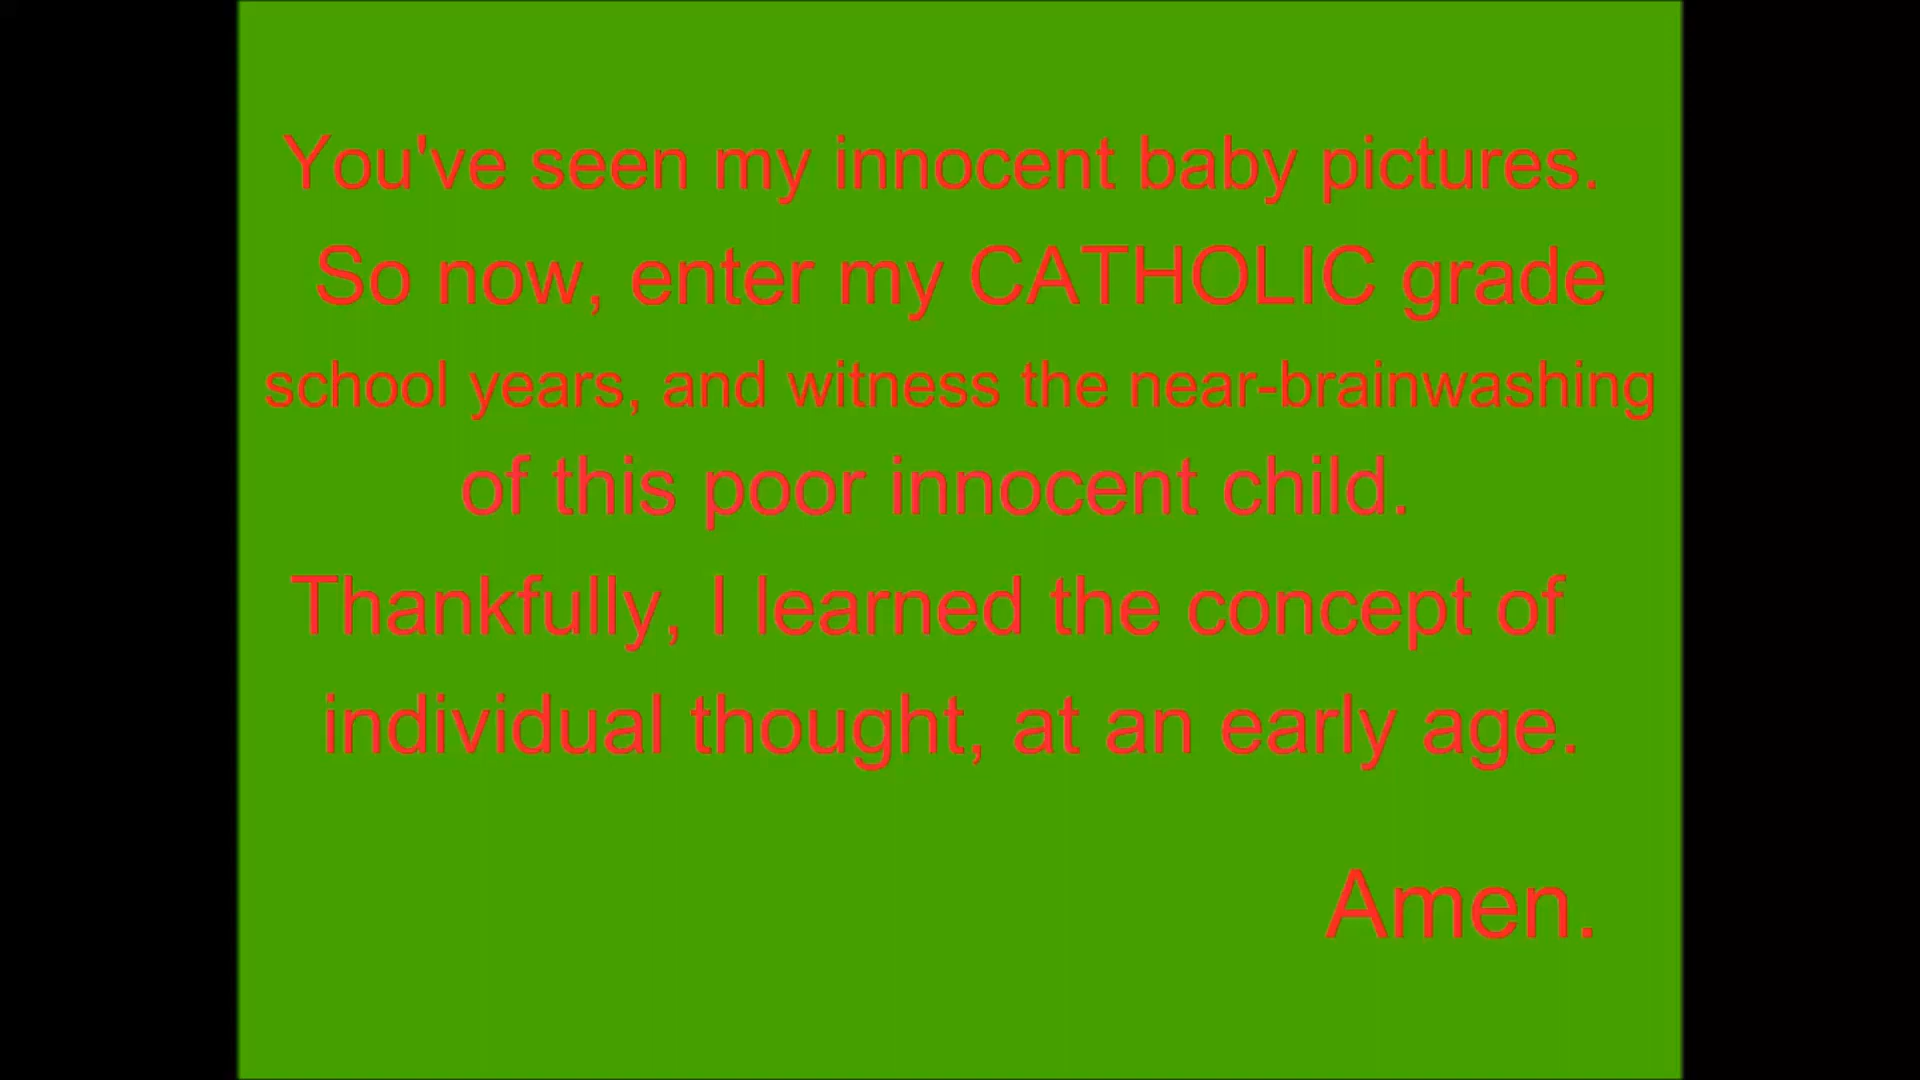 You've seen my innocent baby pictures.
So now, enter my CATHOLIC grade
school years, and witness the near-brainwashing
of this poor innocent child.
Thankfully, I learned the concept of
individual thought, at an early age.
Amen.